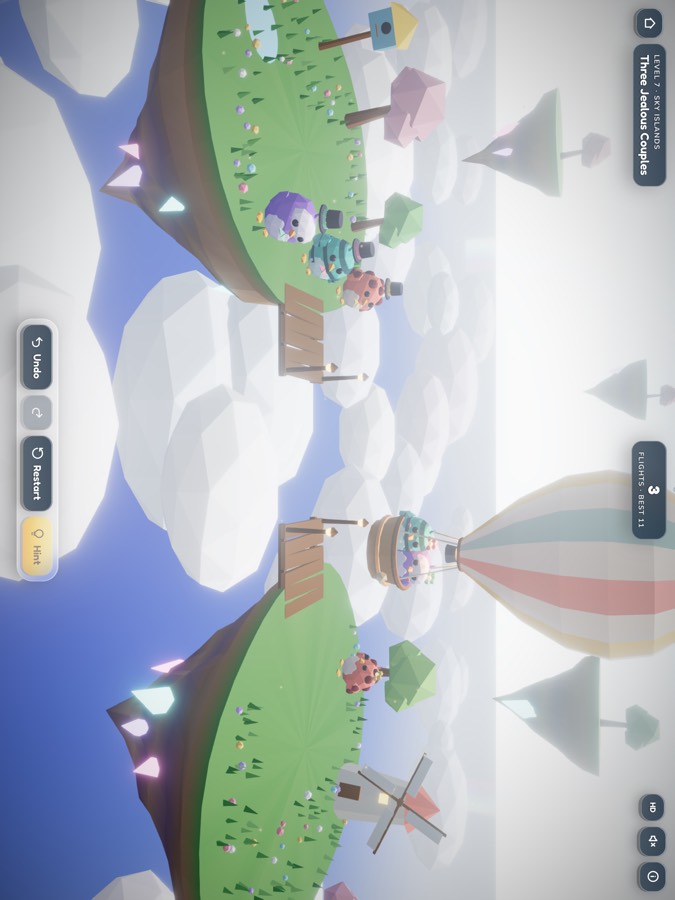 LEVEL 7 · SKY ISLANDS
Three Jealous Couples
3
FLIGHTS · BEST 11
HD
Undo
Restart
Hint